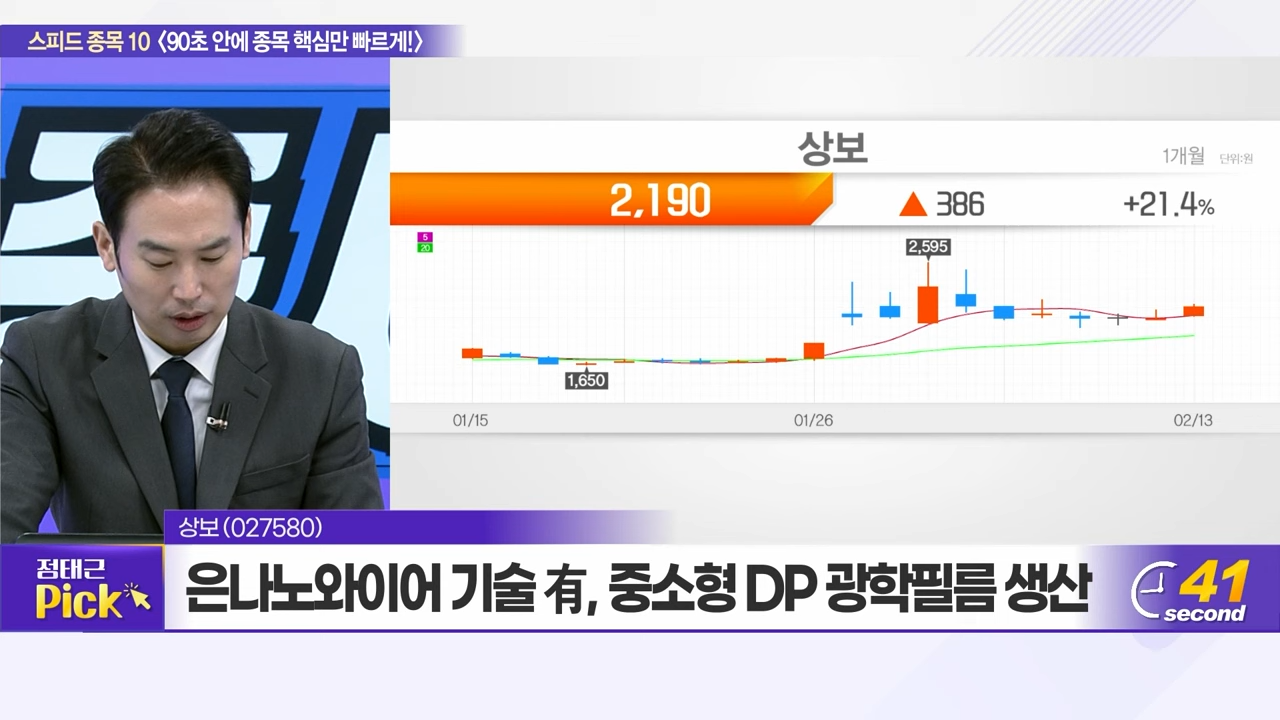 스피드 종목 10 <90초 안에 종목 핵심만 빠르게!>
상보
1개월 단위:원
2,190 ▲ 386 +21.4%
5
20
2,595
1,650
01/15 01/26 02/13
상보(027580)
정태근
Pick
은나노와이어 기술 有, 중소형 DP 광학필름 생산
41
second